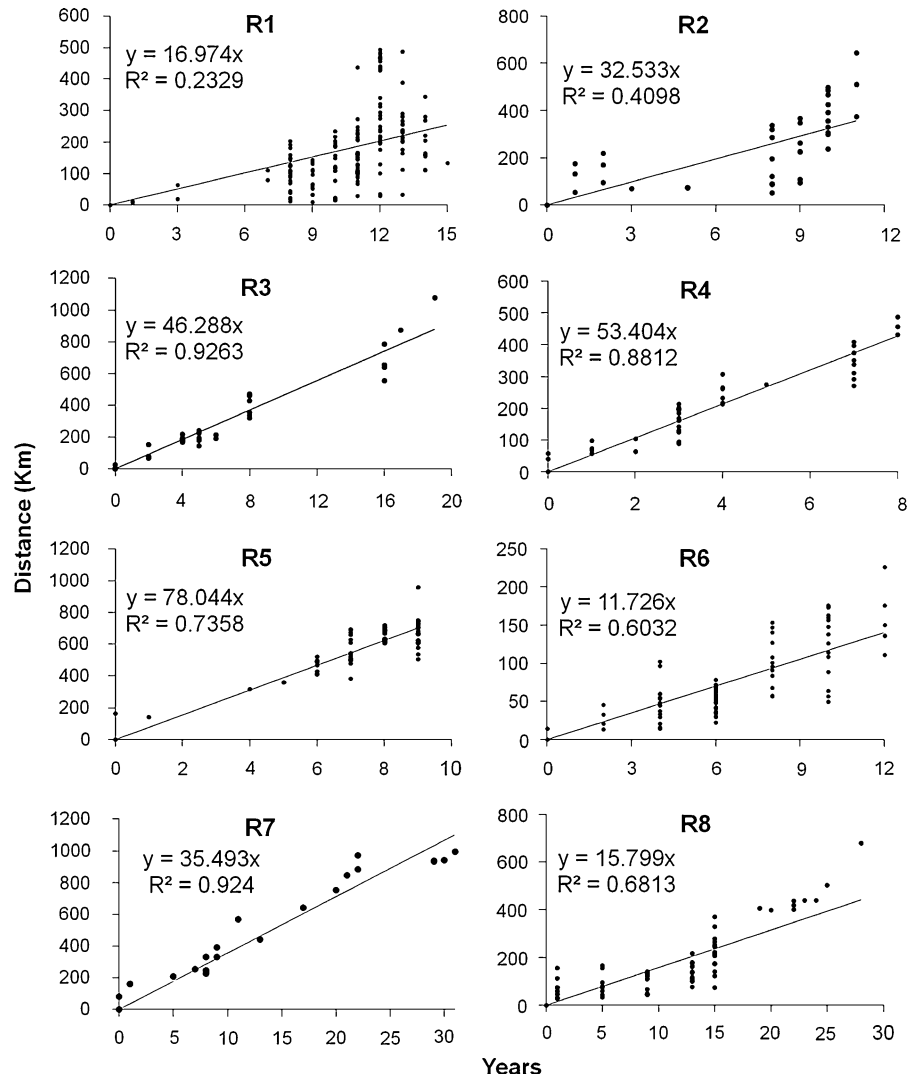 R1
y = 16.974x
R² = 0.2329
600
500
400
300
200
100
0
0 3 6 9 12 15
R2
y = 32.533x
R² = 0.4098
800
600
400
200
0
0 3 6 9 12
R3
y = 46.288x
R² = 0.9263
1200
1000
800
600
400
200
0
0 4 8 12 16 20
R4
y = 53.404x
R² = 0.8812
600
500
400
300
200
100
0
0 2 4 6 8
R5
y = 78.044x
R² = 0.7358
1200
1000
800
600
400
200
0
0 2 4 6 8 10
R6
y = 11.726x
R² = 0.6032
250
200
150
100
50
0
0 3 6 9 12
R7
y = 35.493x
R² = 0.924
1200
1000
800
600
400
200
0
0 5 10 15 20 25 30
R8
y = 15.799x
R² = 0.6813
800
600
400
200
0
0 5 10 15 20 25 30
Distance (Km)
Years